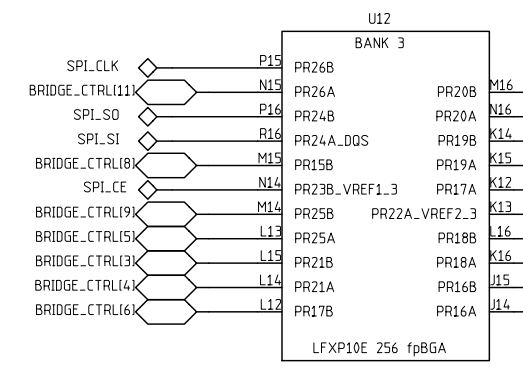 U12
BANK 3
SPI_CLK P15 PR26B
BRIDGE_CTRL[11] N15 PR26A PR20B M16
SPI_SO P16 PR24B PR20A N16
SPI_SI R16 PR24A_DQS PR19B K14
BRIDGE_CTRL[8] M15 PR15B PR19A K15
SPI_CE N14 PR23B_VREF1_3 PR17A K12
BRIDGE_CTRL[9] M14 PR25B PR22A_VREF2_3 K13
BRIDGE_CTRL[5] L13 PR25A PR18B L16
BRIDGE_CTRL[3] L15 PR21B PR18A K16
BRIDGE_CTRL[4] L14 PR21A PR16B J15
BRIDGE_CTRL[6] L12 PR17B PR16A J14
LFXP10E 256 fpBGA